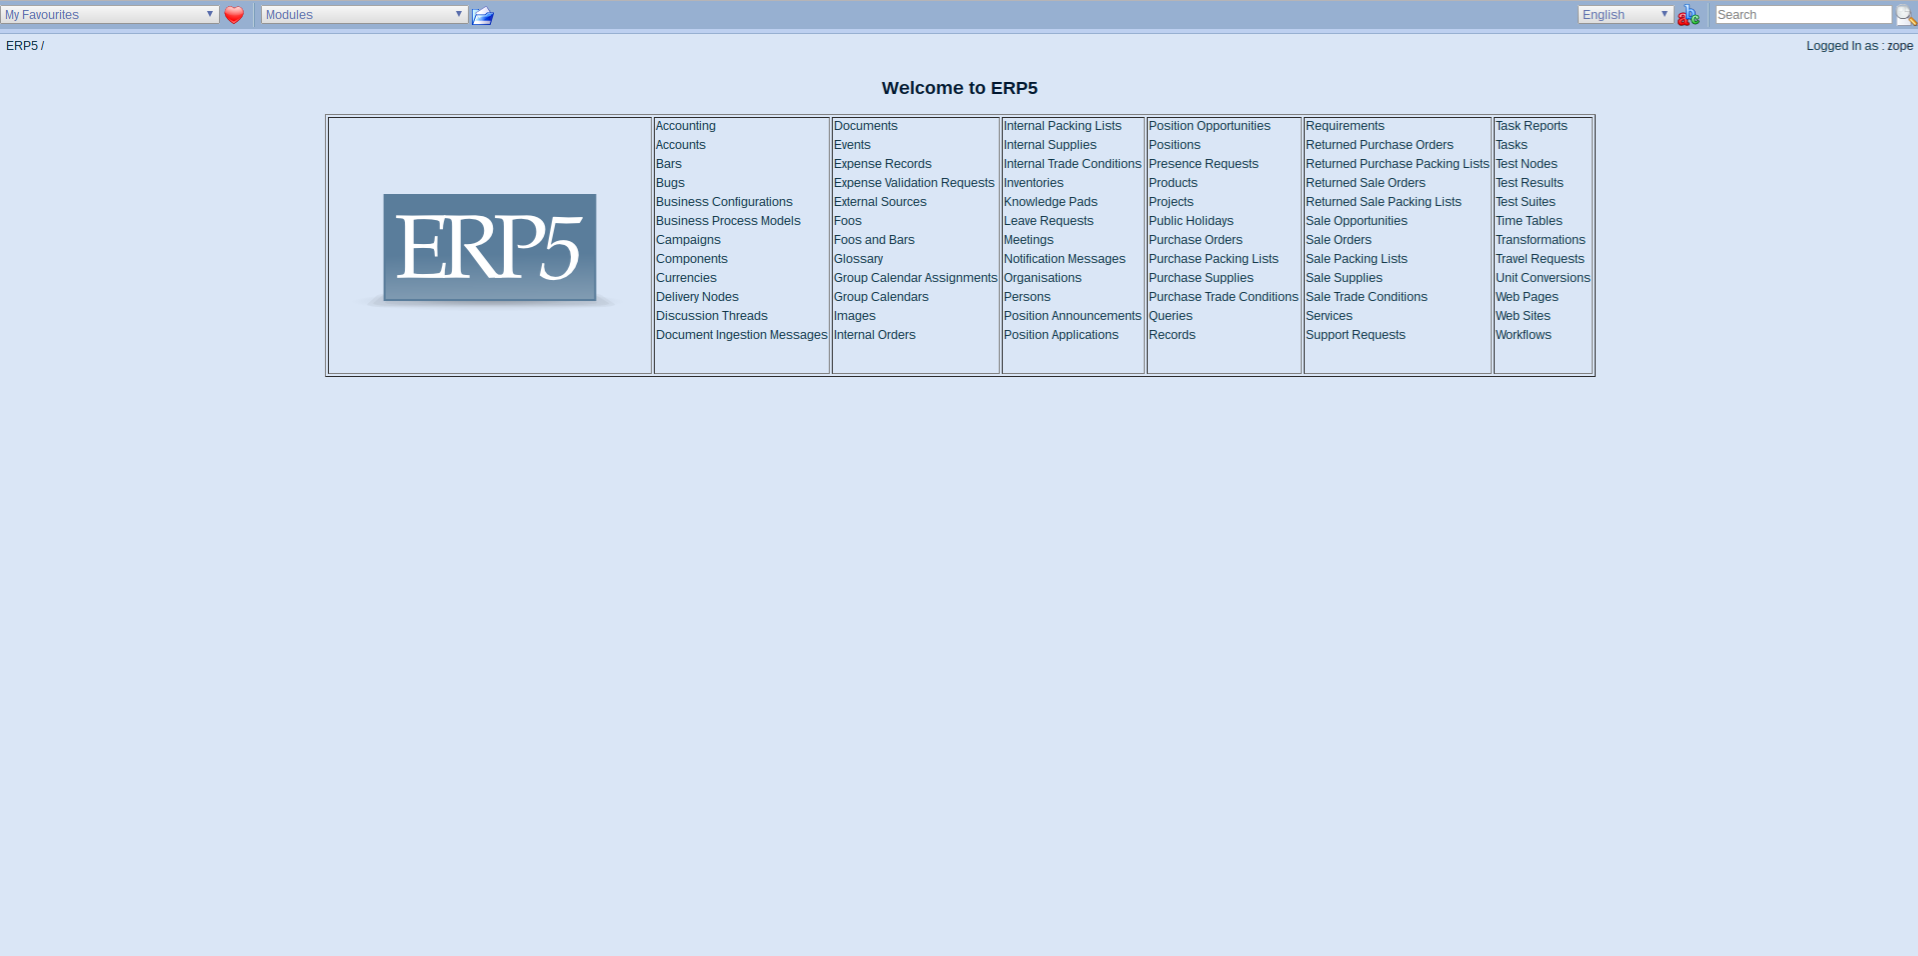 My Favourites
Modules
English
Search
ERP5 /
Logged In as : zope
Welcome to ERP5
ERP5
Accounting
Accounts
Bars
Bugs
Business Configurations
Business Process Models
Campaigns
Components
Currencies
Delivery Nodes
Discussion Threads
Document Ingestion Messages
Documents
Events
Expense Records
Expense Validation Requests
External Sources
Foos
Foos and Bars
Glossary
Group Calendar Assignments
Group Calendars
Images
Internal Orders
Internal Packing Lists
Internal Supplies
Internal Trade Conditions
Inventories
Knowledge Pads
Leave Requests
Meetings
Notification Messages
Organisations
Persons
Position Announcements
Position Applications
Position Opportunities
Positions
Presence Requests
Products
Projects
Public Holidays
Purchase Orders
Purchase Packing Lists
Purchase Supplies
Purchase Trade Conditions
Queries
Records
Requirements
Returned Purchase Orders
Returned Purchase Packing Lists
Returned Sale Orders
Returned Sale Packing Lists
Sale Opportunities
Sale Orders
Sale Packing Lists
Sale Supplies
Sale Trade Conditions
Services
Support Requests
Task Reports
Tasks
Test Nodes
Test Results
Test Suites
Time Tables
Transformations
Travel Requests
Unit Conversions
Web Pages
Web Sites
Workflows